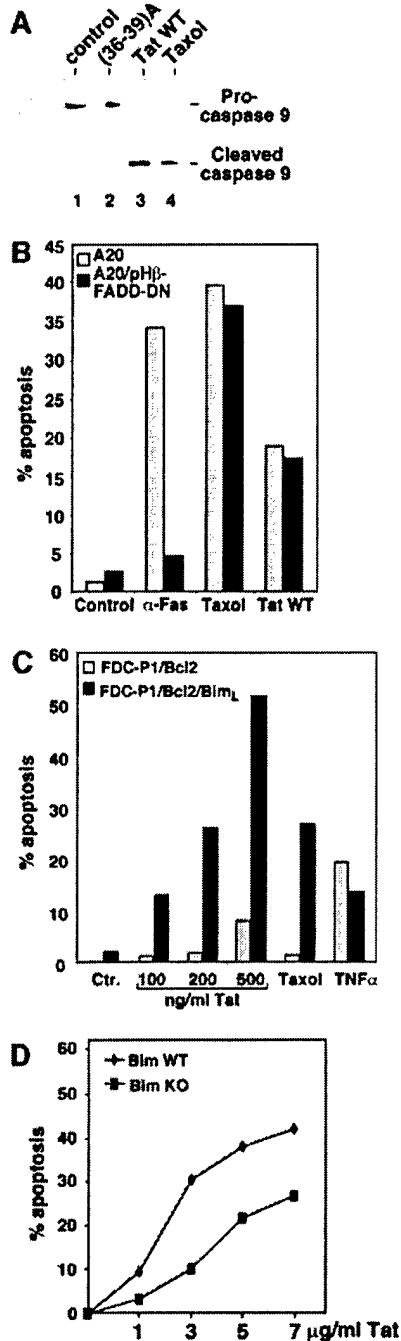 A
control
(36-39)A
Tat WT
Taxol
Pro-
caspase 9
Cleaved
caspase 9
1 2 3 4
B
45
40
35
30
25
20
15
10
5
0
% apoptosis
A20
A20/pHβ-
FADD-DN
Control α-Fas Taxol Tat WT
C
60
50
40
30
20
10
0
% apoptosis
FDC-P1/Bcl2
FDC-P1/Bcl2/BimL
Ctr. 100 200 500 Taxol TNFα
ng/ml Tat
D
60
50
40
30
20
10
0
% apoptosis
Bim WT
Bim KO
1 3 5 7 µg/ml Tat